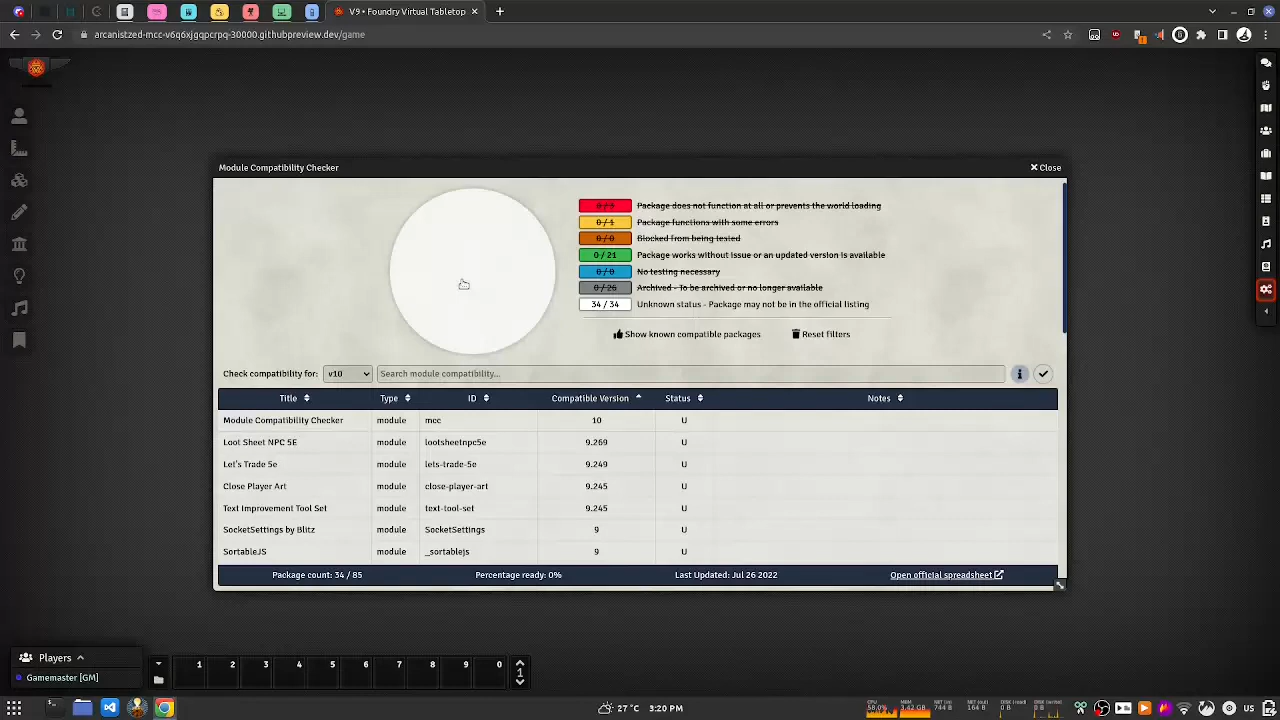 V9 • Foundry Virtual Tabletop
arcanistzed-mcc-v6q6xjgqpcrpq-30000.githubpreview.dev/game
Module Compatibility Checker
Close
Package does not function at all or prevents the world loading
0 / 1 Package functions with some errors
0 / 0 Blocked from being tested
0 / 21 Package works without issue or an updated version is available
0 / 0 No testing necessary
0 / 26 Archived - To be archived or no longer available
34 / 34 Unknown status - Package may not be in the official listing
Show known compatible packages Reset filters
Check compatibility for: v10 Search module compatibility...
Title Type ID Compatible Version Status Notes
Module Compatibility Checker module mcc 10 U
Loot Sheet NPC 5E module lootsheetnpc5e 9.269 U
Let's Trade 5e module lets-trade-5e 9.249 U
Close Player Art module close-player-art 9.245 U
Text Improvement Tool Set module text-tool-set 9.245 U
SocketSettings by Blitz module SocketSettings 9 U
SortableJS module _sortablejs 9 U
Package count: 34 / 85 Percentage ready: 0% Last Updated: Jul 26 2022 Open official spreadsheet
Players
Gamemaster [GM]
1 2 3 4 5 6 7 8 9 0
1
27 °C 3:20 PM
US